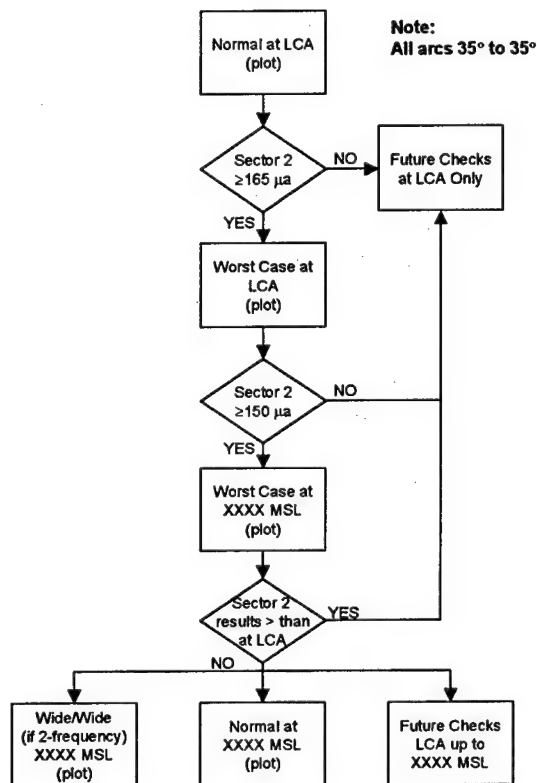 Note:
All arcs 35° to 35°
Normal at LCA
(plot)
Sector 2
≥165 µa
NO
Future Checks
at LCA Only
YES
Worst Case at
LCA
(plot)
Sector 2
≥150 µa
NO
YES
Worst Case at
XXXX MSL
(plot)
Sector 2
results > than
at LCA
YES
NO
Wide/Wide
(if 2-frequency)
XXXX MSL
(plot)
Normal at
XXXX MSL
(plot)
Future Checks
LCA up to
XXXX MSL